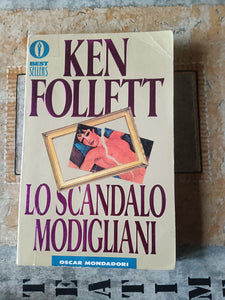 BEST
SELLERS
KEN
FOLLETT
LO SCANDALO
MODIGLIANI
OSCAR MONDADORI